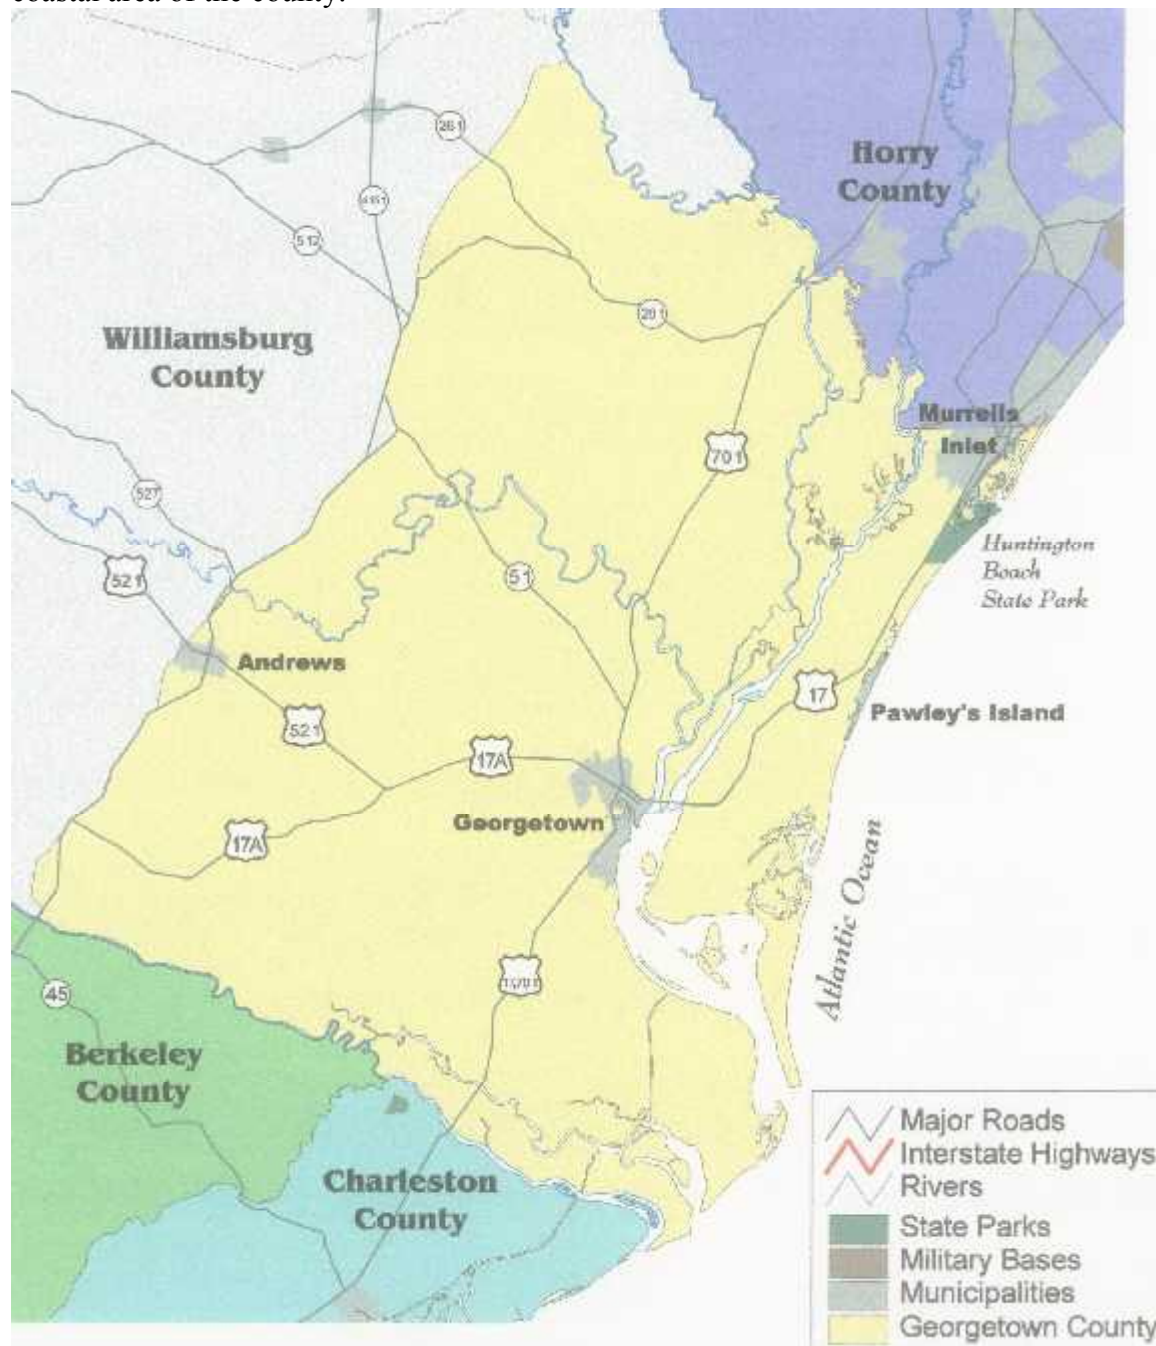 coastal area of the county.
261
Horry
County
512
Williamsburg
County
Murrells
Inlet
701
527
521
51
Huntington
Beach
State Park
Andrews
17
Pawley's Island
521
17A
Georgetown
17A
Atlantic Ocean
45
Berkeley
County
Charleston
County
Major Roads
Interstate Highways
Rivers
State Parks
Military Bases
Municipalities
Georgetown County